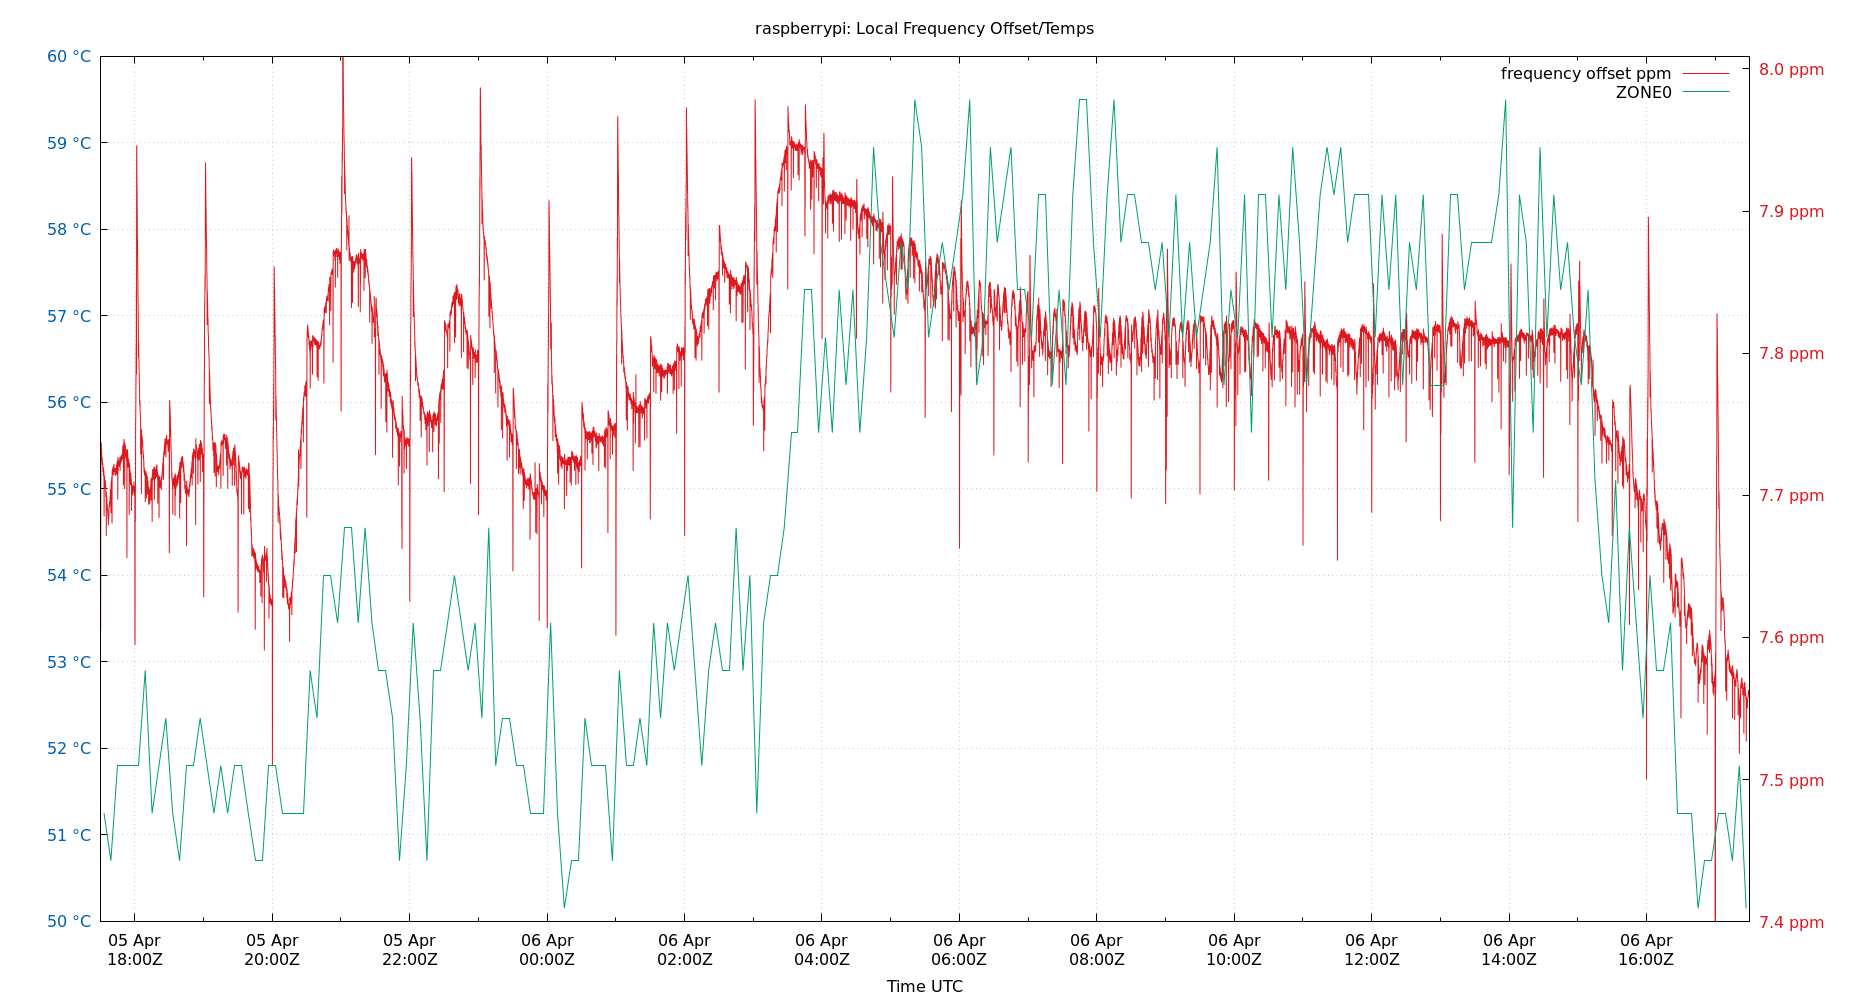 raspberrypi: Local Frequency Offset/Temps
frequency offset ppm
ZONE0
60 °C
59 °C
58 °C
57 °C
56 °C
55 °C
54 °C
53 °C
52 °C
51 °C
50 °C
8.0 ppm
7.9 ppm
7.8 ppm
7.7 ppm
7.6 ppm
7.5 ppm
7.4 ppm
05 Apr 05 Apr 05 Apr 06 Apr 06 Apr 06 Apr 06 Apr 06 Apr 06 Apr 06 Apr 06 Apr 06 Apr
18:00Z 20:00Z 22:00Z 00:00Z 02:00Z 04:00Z 06:00Z 08:00Z 10:00Z 12:00Z 14:00Z 16:00Z
Time UTC